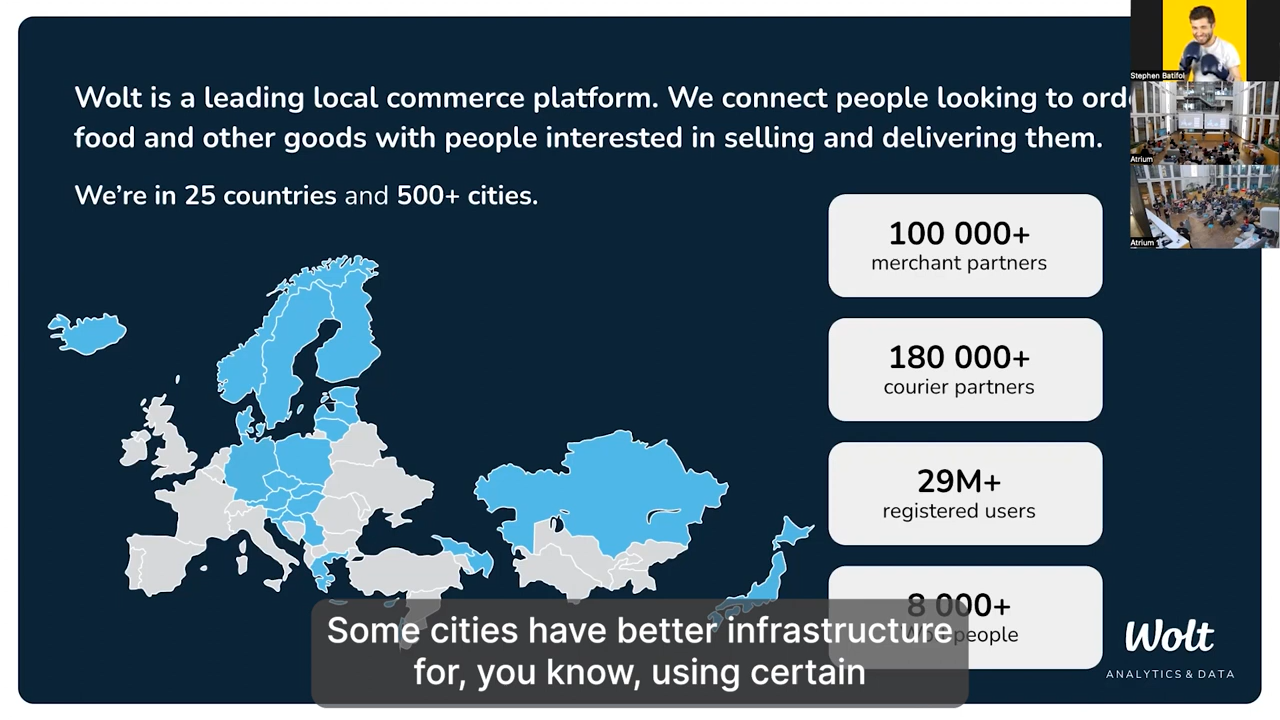 Wolt is a leading local commerce platform. We connect people looking to
food and other goods with people interested in selling and delivering them.
We're in 25 countries and 500+ cities.
100 000+
merchant partners
180 000+
courier partners
29M+
registered users
8 000+
people
Wolt
ANALYTICS & DATA
Stephen Batifol
Atrium
Atrium
Some cities have better infrastructure
for, you know, using certain